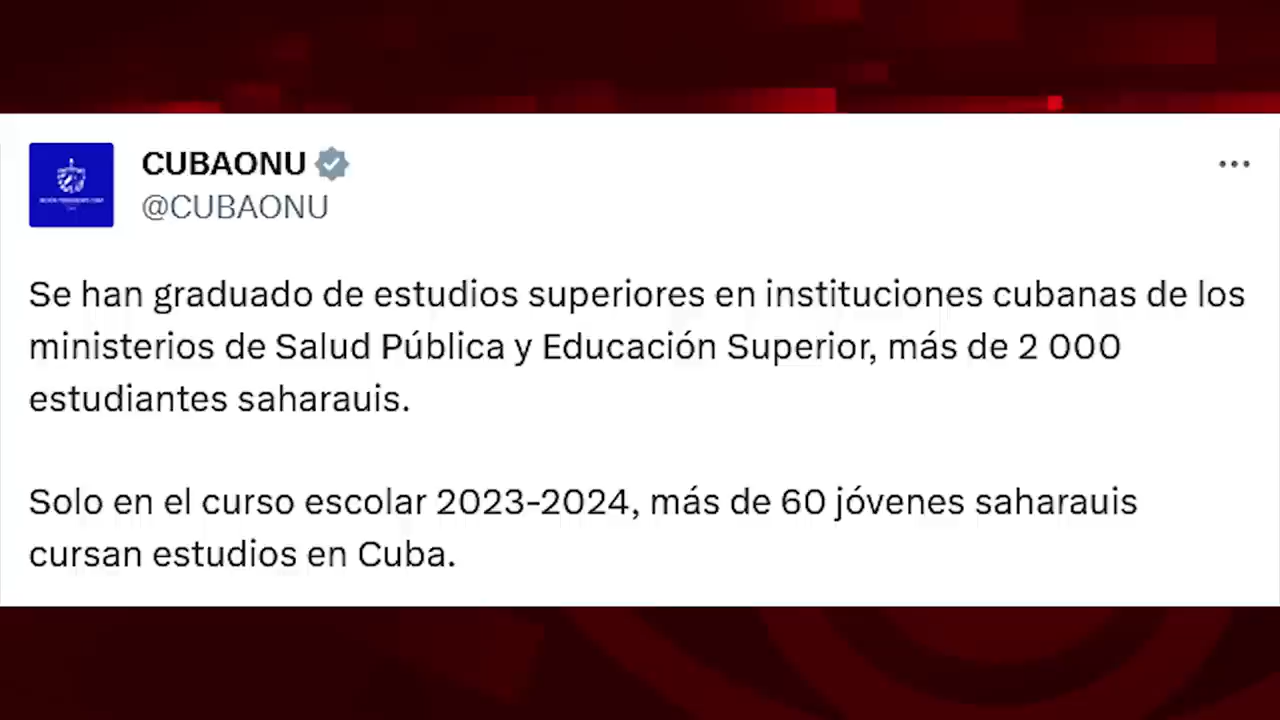 CUBAONU
@CUBAONU
Se han graduado de estudios superiores en instituciones cubanas de los
ministerios de Salud Pública y Educación Superior, más de 2 000
estudiantes saharauis.
Solo en el curso escolar 2023-2024, más de 60 jóvenes saharauis
cursan estudios en Cuba.